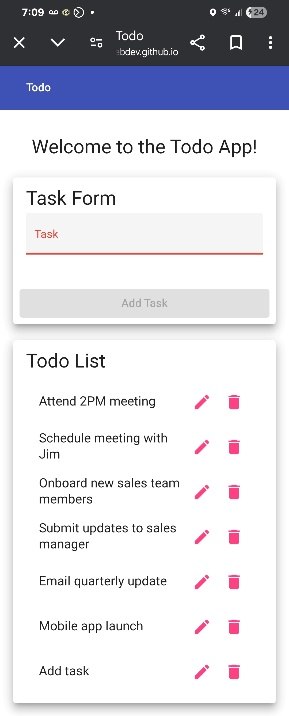 7:09
24
Todo
bdev.github.io
Todo
Welcome to the Todo App!
Task Form
Task
Add Task
Todo List
Attend 2PM meeting
Schedule meeting with
Jim
Onboard new sales team
members
Submit updates to sales
manager
Email quarterly update
Mobile app launch
Add task